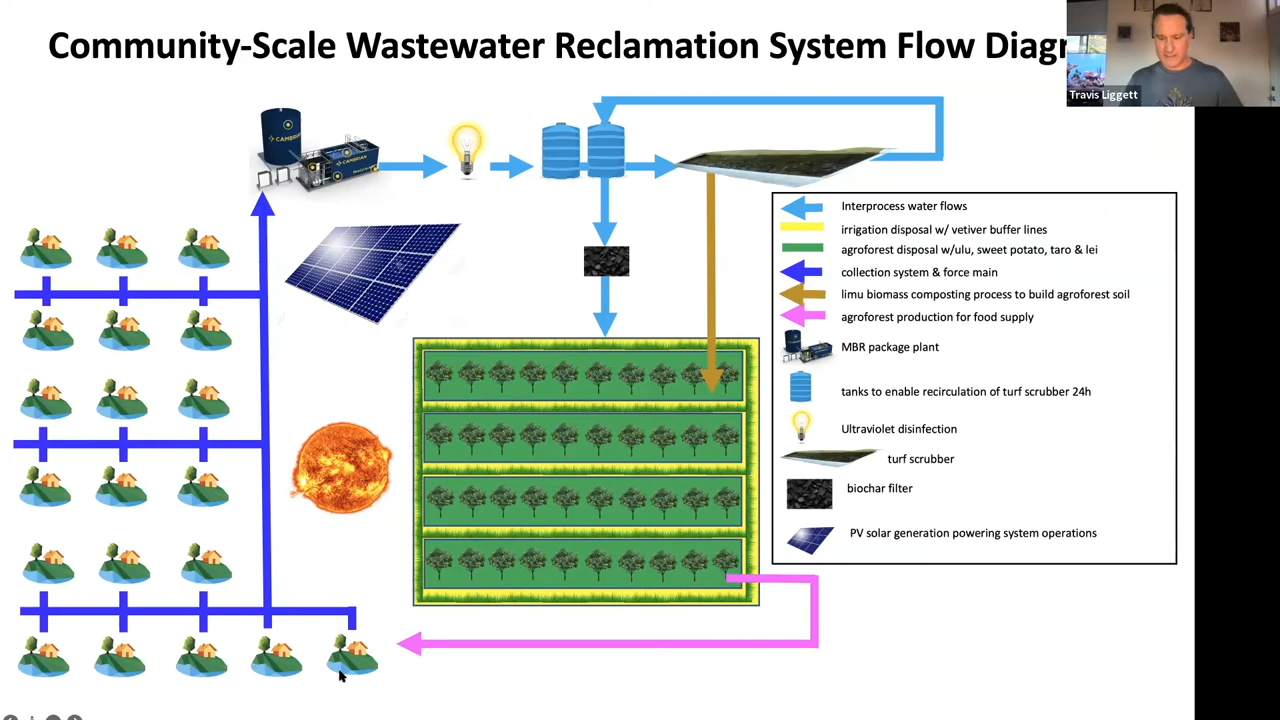 Community-Scale Wastewater Reclamation System Flow Diagr
Travis Liggett
CAMBRIAN
CAMBRIAN
Interprocess water flows
irrigation disposal w/ vetiver buffer lines
agroforest disposal w/ulu, sweet potato, taro & lei
collection system & force main
limu biomass composting process to build agroforest soil
agroforest production for food supply
MBR package plant
tanks to enable recirculation of turf scrubber 24h
Ultraviolet disinfection
turf scrubber
biochar filter
PV solar generation powering system operations